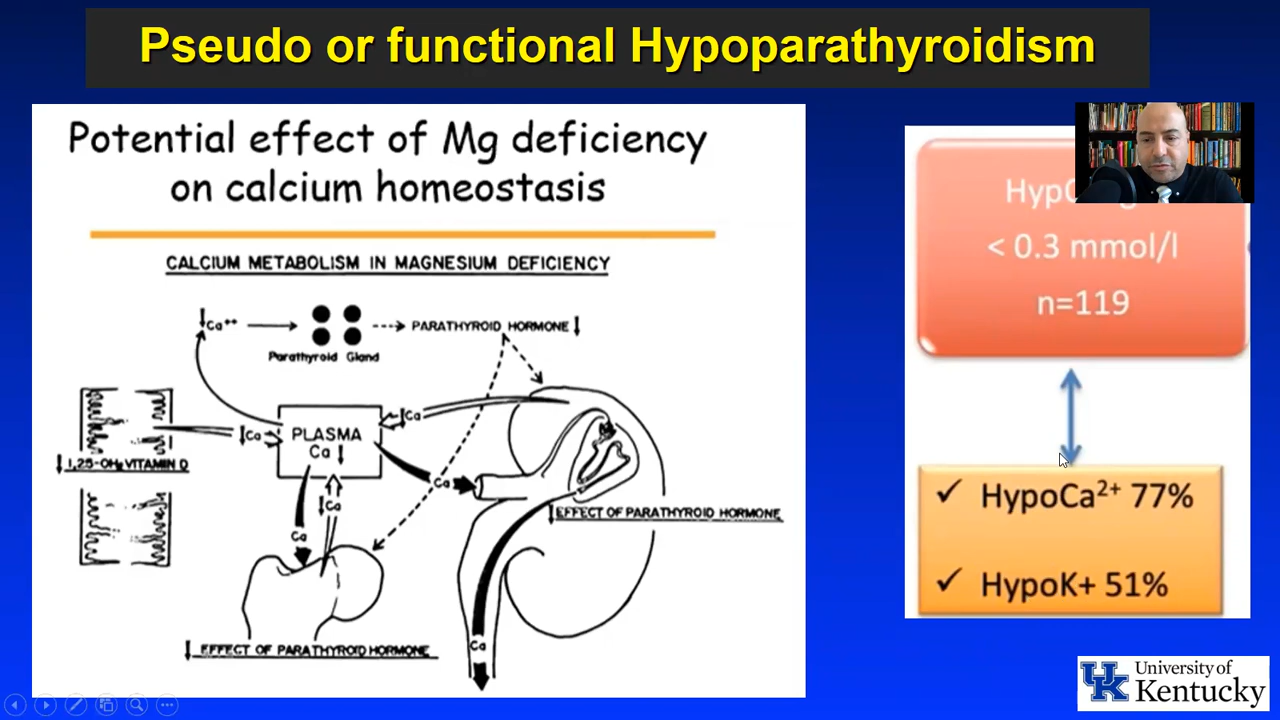 Pseudo or functional Hypoparathyroidism
Potential effect of Mg deficiency
on calcium homeostasis
CALCIUM METABOLISM IN MAGNESIUM DEFICIENCY
↓Ca++
PARATHYROID HORMONE ↓
Parathyroid Gland
↓Ca
↓Ca
PLASMA
Ca ↓
↓1,25-OH₂ VITAMIN D
Ca
↓Ca
Ca
↓EFFECT OF PARATHYROID HORMONE
↓ EFFECT OF PARATHYROID HORMONE
Ca
< 0.3 mmol/l
n=119
✓ HypoCa2+ 77%
✓ HypoK+ 51%
UK
University of
Kentucky